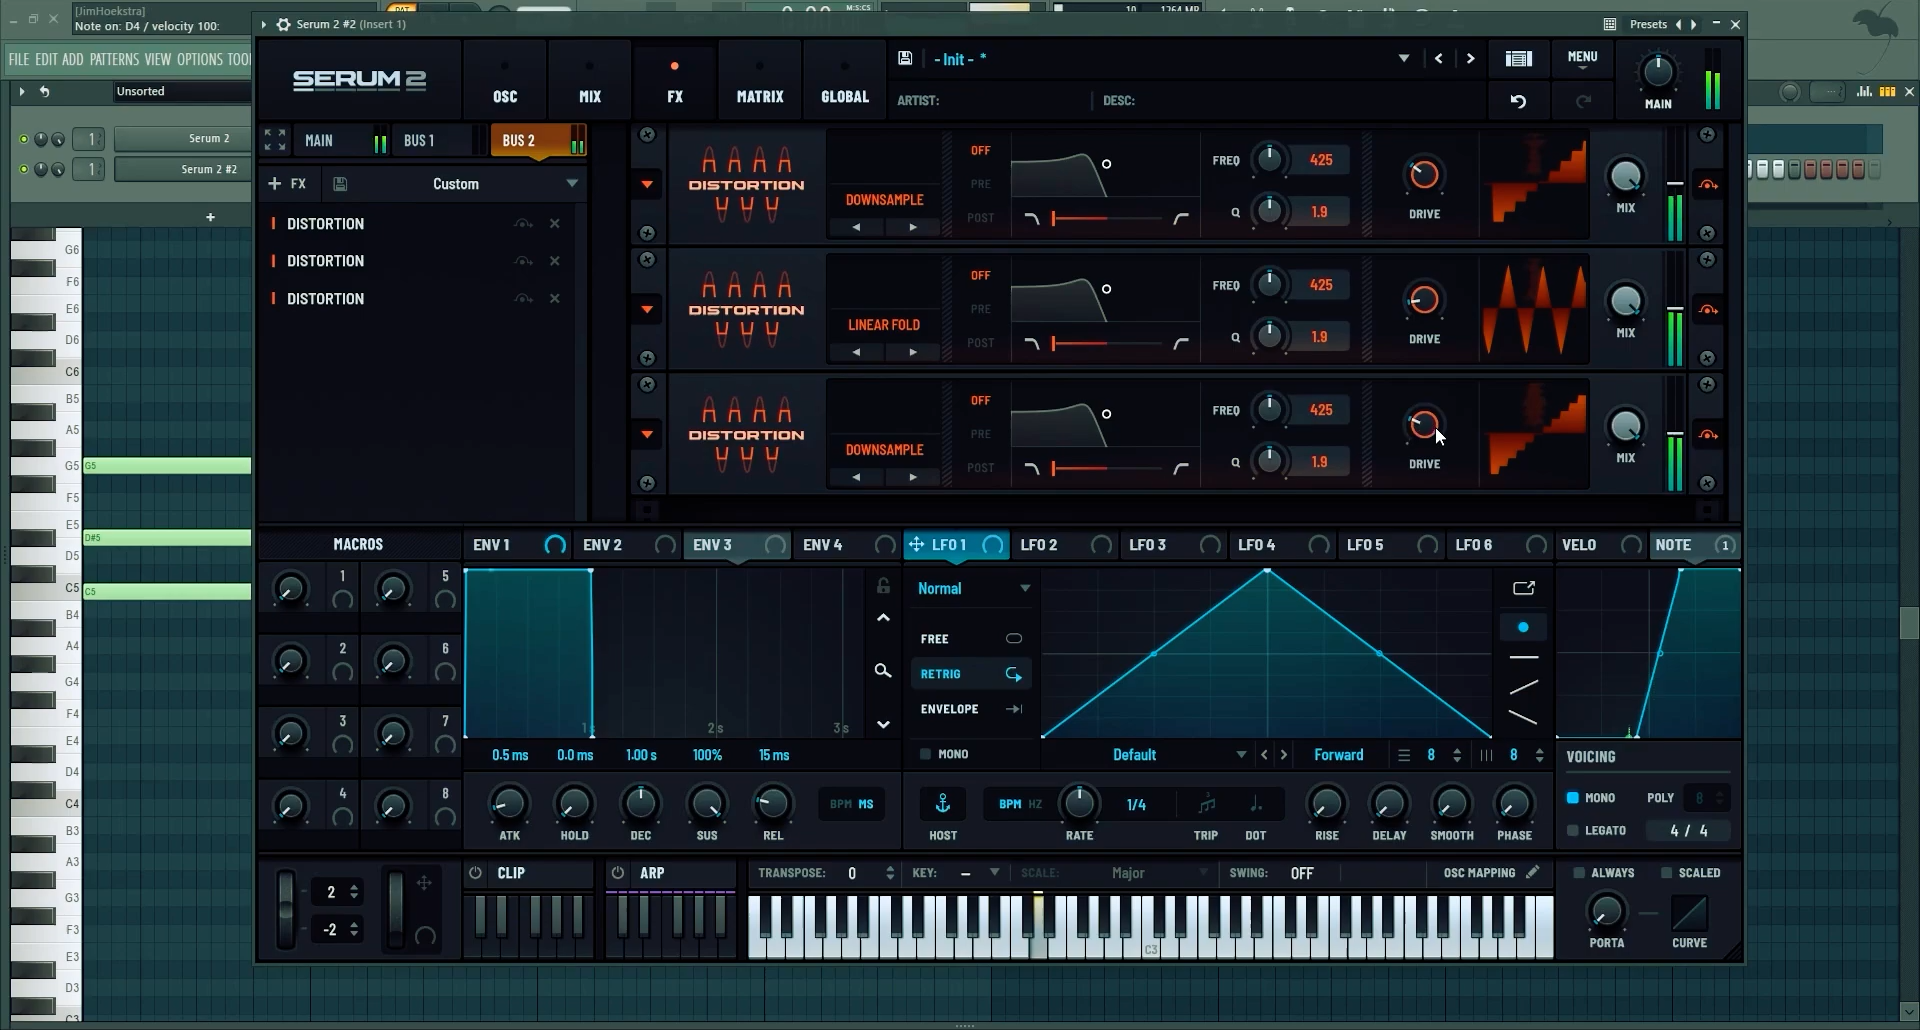 [JimHoekstra]
Note on: D4 / velocity 100:
Serum 2 #2 (Insert 1)
Presets
FILE EDIT ADD PATTERNS VIEW OPTIONS TOO
Unsorted
Serum 2
Serum 2 #2
SERUM 2
OSC
MIX
FX
MATRIX
GLOBAL
- Init - *
MENU
ARTIST:
DESC:
MAIN
MAIN
BUS 1
BUS 2
+ FX
Custom
DISTORTION
DISTORTION
DISTORTION
DISTORTION
DOWNSAMPLE
OFF
PRE
POST
FREQ
425
Q
1.9
DRIVE
MIX
DISTORTION
LINEAR FOLD
OFF
PRE
POST
FREQ
425
Q
1.9
DRIVE
MIX
DISTORTION
DOWNSAMPLE
OFF
PRE
POST
FREQ
425
Q
1.9
DRIVE
MIX
G6
F6
E6
D6
C6
B5
A5
G5
G5
F5
E5
D#5
D5
C5
C5
B4
A4
G4
F4
E4
D4
C4
B3
A3
G3
F3
E3
D3
C3
MACROS
1
5
2
6
3
7
4
8
ENV 1
ENV 2
ENV 3
ENV 4
LFO 1
LFO 2
LFO 3
LFO 4
LFO 5
LFO 6
VELO
NOTE
1
1s
2s
3s
0.5 ms
0.0 ms
1.00 s
100%
15 ms
ATK
HOLD
DEC
SUS
REL
BPM MS
Normal
FREE
RETRIG
ENVELOPE
MONO
Default
Forward
8
8
HOST
BPM HZ
RATE
1/4
TRIP
DOT
RISE
DELAY
SMOOTH
PHASE
VOICING
MONO
POLY
8
LEGATO
4 / 4
2
-2
CLIP
ARP
TRANSPOSE: 0
KEY: –
SCALE: Major
SWING: OFF
OSC MAPPING
C3
ALWAYS
SCALED
PORTA
CURVE